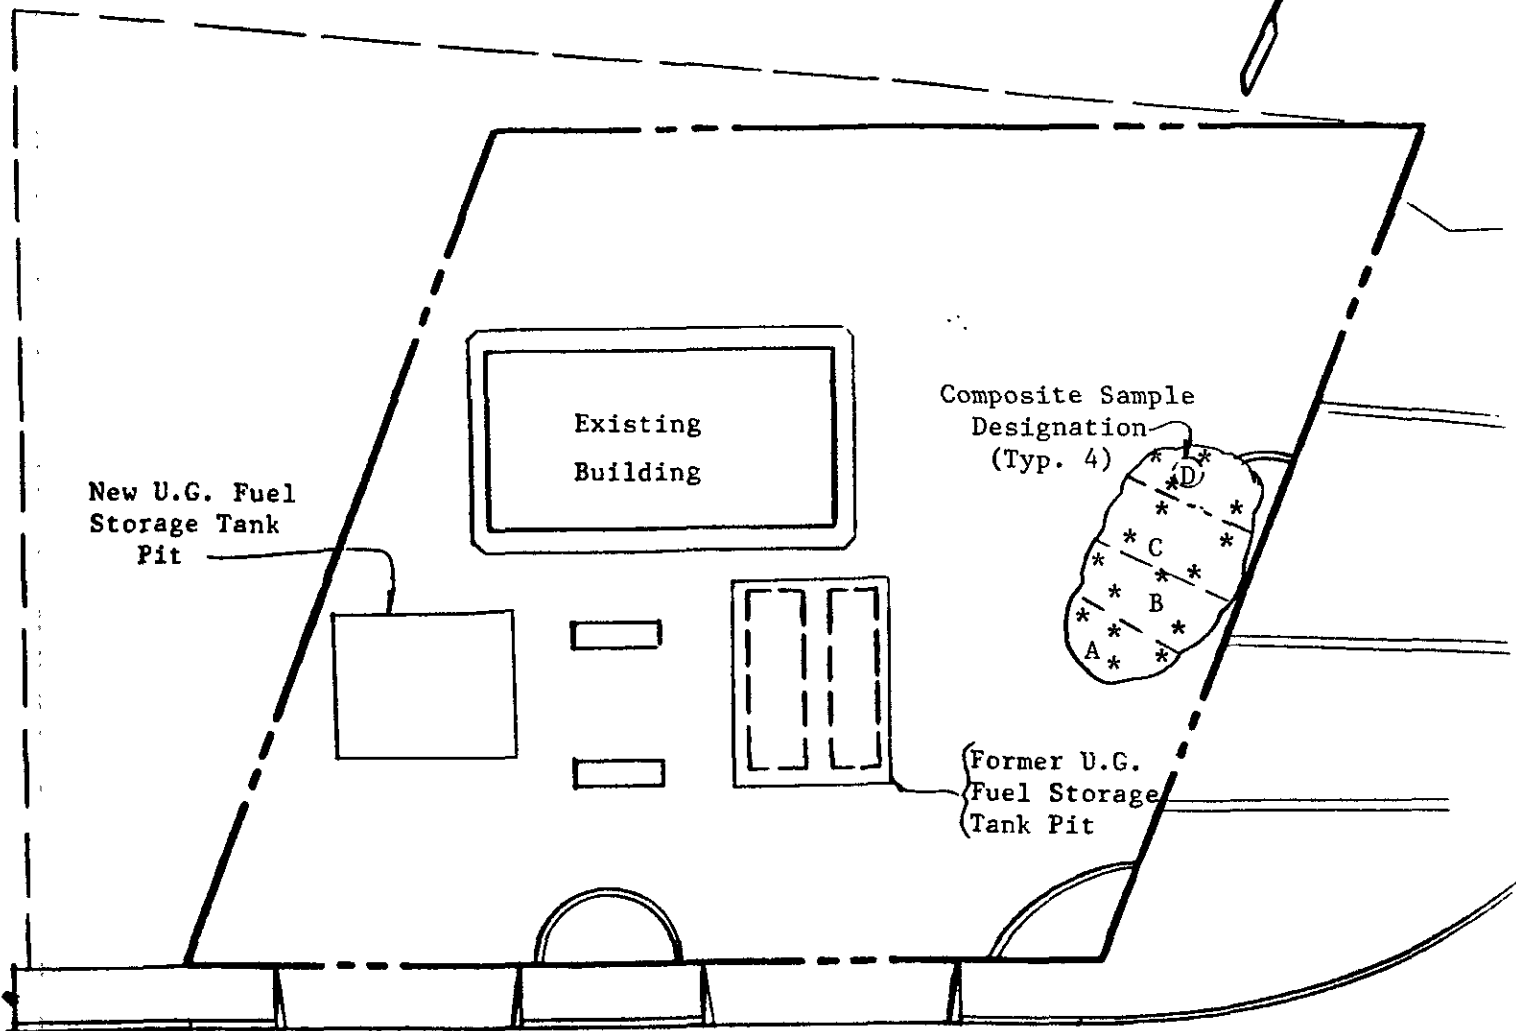 Existing
Building
New U.G. Fuel
Storage Tank
Pit
Composite Sample
Designation
(Typ. 4)
D
C
B
A
Former U.G.
Fuel Storage
Tank Pit